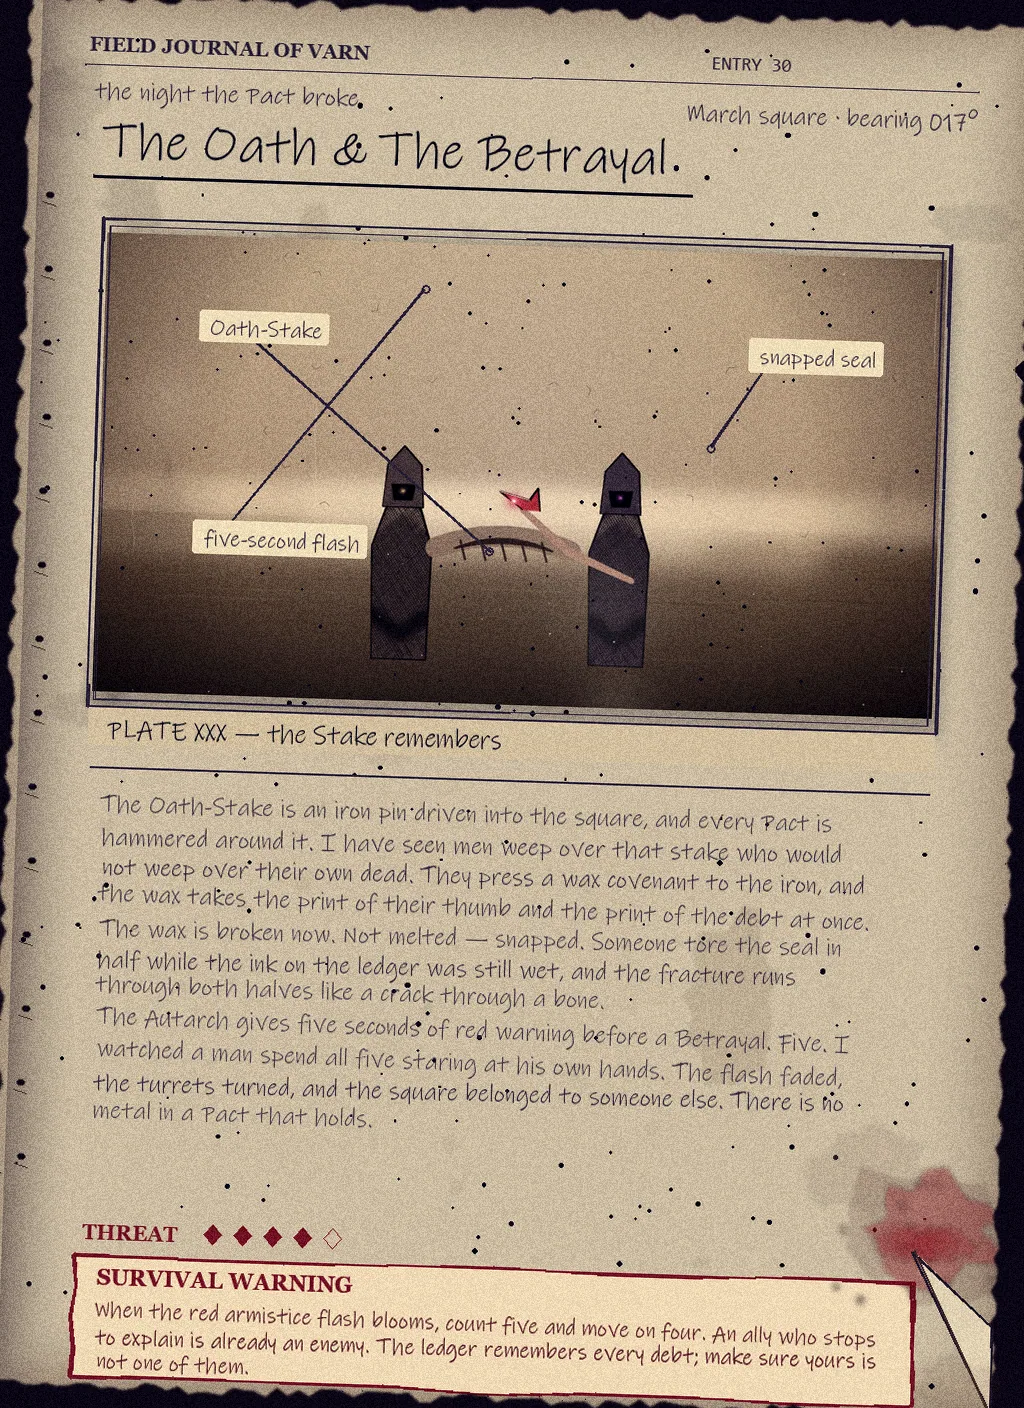 FIELD JOURNAL OF VARN
ENTRY 30
the night the Pact broke
March square · bearing 017°
The Oath & The Betrayal
Oath-Stake
snapped seal
five-second flash
PLATE XXX — the Stake remembers
The Oath-Stake is an iron pin driven into the square, and every Pact is
hammered around it. I have seen men weep over that stake who would
not weep over their own dead. They press a wax covenant to the iron, and
the wax takes the print of their thumb and the print of the debt at once.
The wax is broken now. Not melted — snapped. Someone tore the seal in
half while the ink on the ledger was still wet, and the fracture runs
through both halves like a crack through a bone.
The Autarch gives five seconds of red warning before a Betrayal. Five. I
watched a man spend all five staring at his own hands. The flash faded,
the turrets turned, and the square belonged to someone else. There is no
metal in a Pact that holds.
THREAT
SURVIVAL WARNING
When the red armistice flash blooms, count five and move on four. An ally who stops
to explain is already an enemy. The ledger remembers every debt; make sure yours is
not one of them.